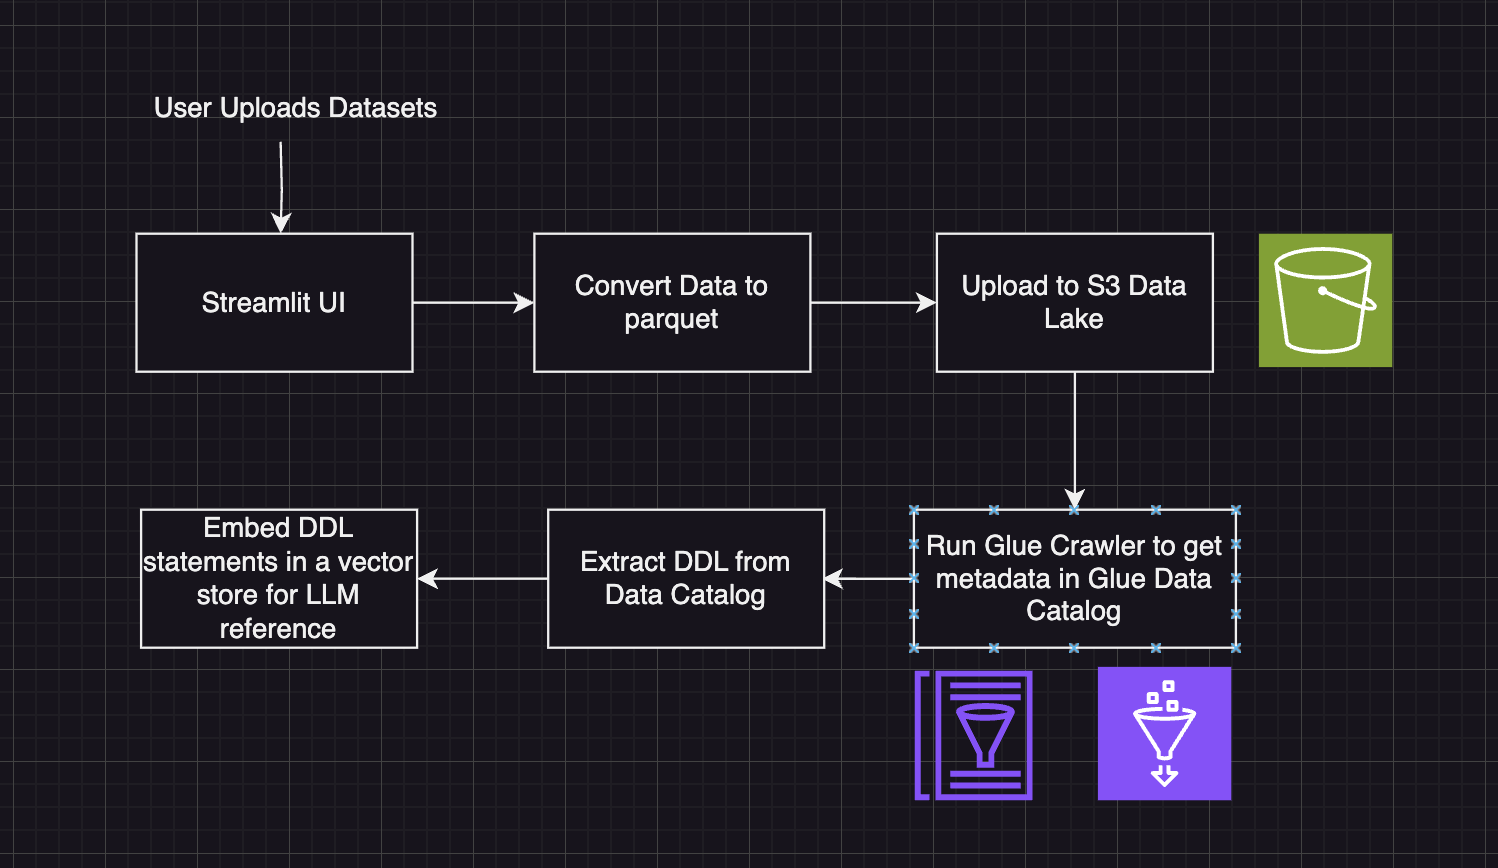 User Uploads Datasets
Streamlit UI
Convert Data to
parquet
Upload to S3 Data
Lake
Embed DDL
statements in a vector
store for LLM
reference
Extract DDL from
Data Catalog
Run Glue Crawler to get
metadata in Glue Data
Catalog